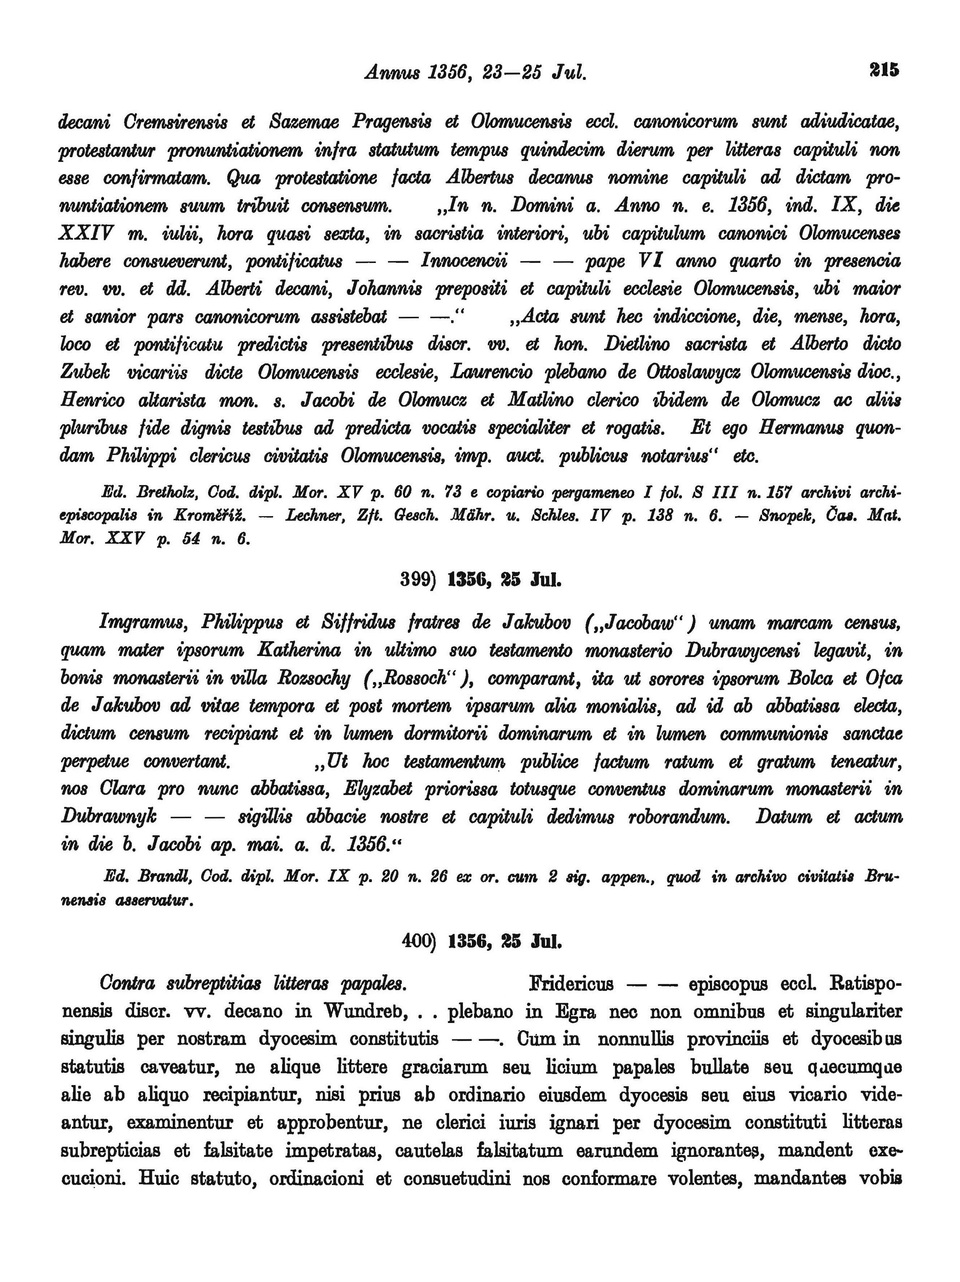 Annus 1356, 23—25 Jul. 215
decani Cremsirensis et Sazemae Pragensis et Olomucensis eccl. canonicorum sunt adiudicatae,
protestantur pronuntiationem infra statutum tempus quindecim dierum per litteras capituli non
esse confirmatam. Qua protestatione facta Albertus decanus nomine capituli ad dictam pro-
nuntiationem suum tribuit consensum. „In n. Domini a. Anno n. e. 1356, ind. IX, die
XXIV m. iulii, hora quasi sexta, in sacristia interiori, ubi capitulum canonici Olomucenses
habere consueverunt, pontificatus — — Innocencii — — pape VI anno quarto in presencia
rev. vv. et dd. Alberti decani, Johannis prepositi et capituli ecclesie Olomucensis, ubi maior
et sanior pars canonicorum assistebat — —.“ „Acta sunt hec indiccione, die, mense, hora,
loco et pontificatu predictis presentibus discr. vv. et hon. Dietlino sacrista et Alberto dicto
Zubek vicariis dicte Olomucensis ecclesie, Laurencio plebano de Ottoslawycz Olomucensis dioc.,
Henrico altarista mon. s. Jacobi de Olomucz et Matlino clerico ibidem de Olomucz ac aliis
pluribus fide dignis testibus ad predicta vocatis specialiter et rogatis. Et ego Hermanus quon-
dam Philippi clericus civitatis Olomucensis, imp. auct. publicus notarius“ etc.
Ed. Bretholz, Cod. dipl. Mor. XV p. 60 n. 73 e copiario pergameneo I fol. S III n. 157 archivi archi-
episcopalis in Kroměříž. — Lechner, Zft. Gesch. Mähr. u. Schles. IV p. 138 n. 6. — Snopek, Čas. Mat.
Mor. XXV p. 54 n. 6.
399) 1356, 25 Jul.
Imgramus, Philippus et Siffridus fratres de Jakubov („Jacobaw“) unam marcam census,
quam mater ipsorum Katherina in ultimo suo testamento monasterio Dubrawycensi legavit, in
bonis monasterii in villa Rozsochy („Rossoch“), comparant, ita ut sorores ipsorum Bolca et Ofca
de Jakubov ad vitae tempora et post mortem ipsarum alia monialis, ad id ab abbatissa electa,
dictum censum recipiant et in lumen dormitorii dominarum et in lumen communionis sanctae
perpetue convertant. „Ut hoc testamentum publice factum ratum et gratum teneatur,
nos Clara pro nunc abbatissa, Elyzabet priorissa totusque conventus dominarum monasterii in
Dubrawnyk — — sigillis abbacie nostre et capituli dedimus roborandum. Datum et actum
in die b. Jacobi ap. mai. a. d. 1356.“
Ed. Brandl, Cod. dipl. Mor. IX p. 20 n. 26 ex or. cum 2 sig. appen., quod in archivo civitatis Bru-
nensis asservatur.
400) 1356, 25 Jul.
Contra subreptitias litteras papales. Fridericus — — episcopus eccl. Ratispo-
nensis discr. vv. decano in Wundreb, . . plebano in Egra nec non omnibus et singulariter
singulis per nostram dyocesim constitutis — —. Cum in nonnullis provinciis et dyocesibus
statutis caveatur, ne alique littere graciarum seu licium papales bullate seu quecumque
alie ab aliquo recipiantur, nisi prius ab ordinario eiusdem dyocesis seu eius vicario vide-
antur, examinentur et approbentur, ne clerici iuris ignari per dyocesim constituti litteras
subrepticias et falsitate impetratas, cautelas falsitatum earundem ignorantes, mandent exe-
cucioni. Huic statuto, ordinacioni et consuetudini nos conformare volentes, mandantes vobis